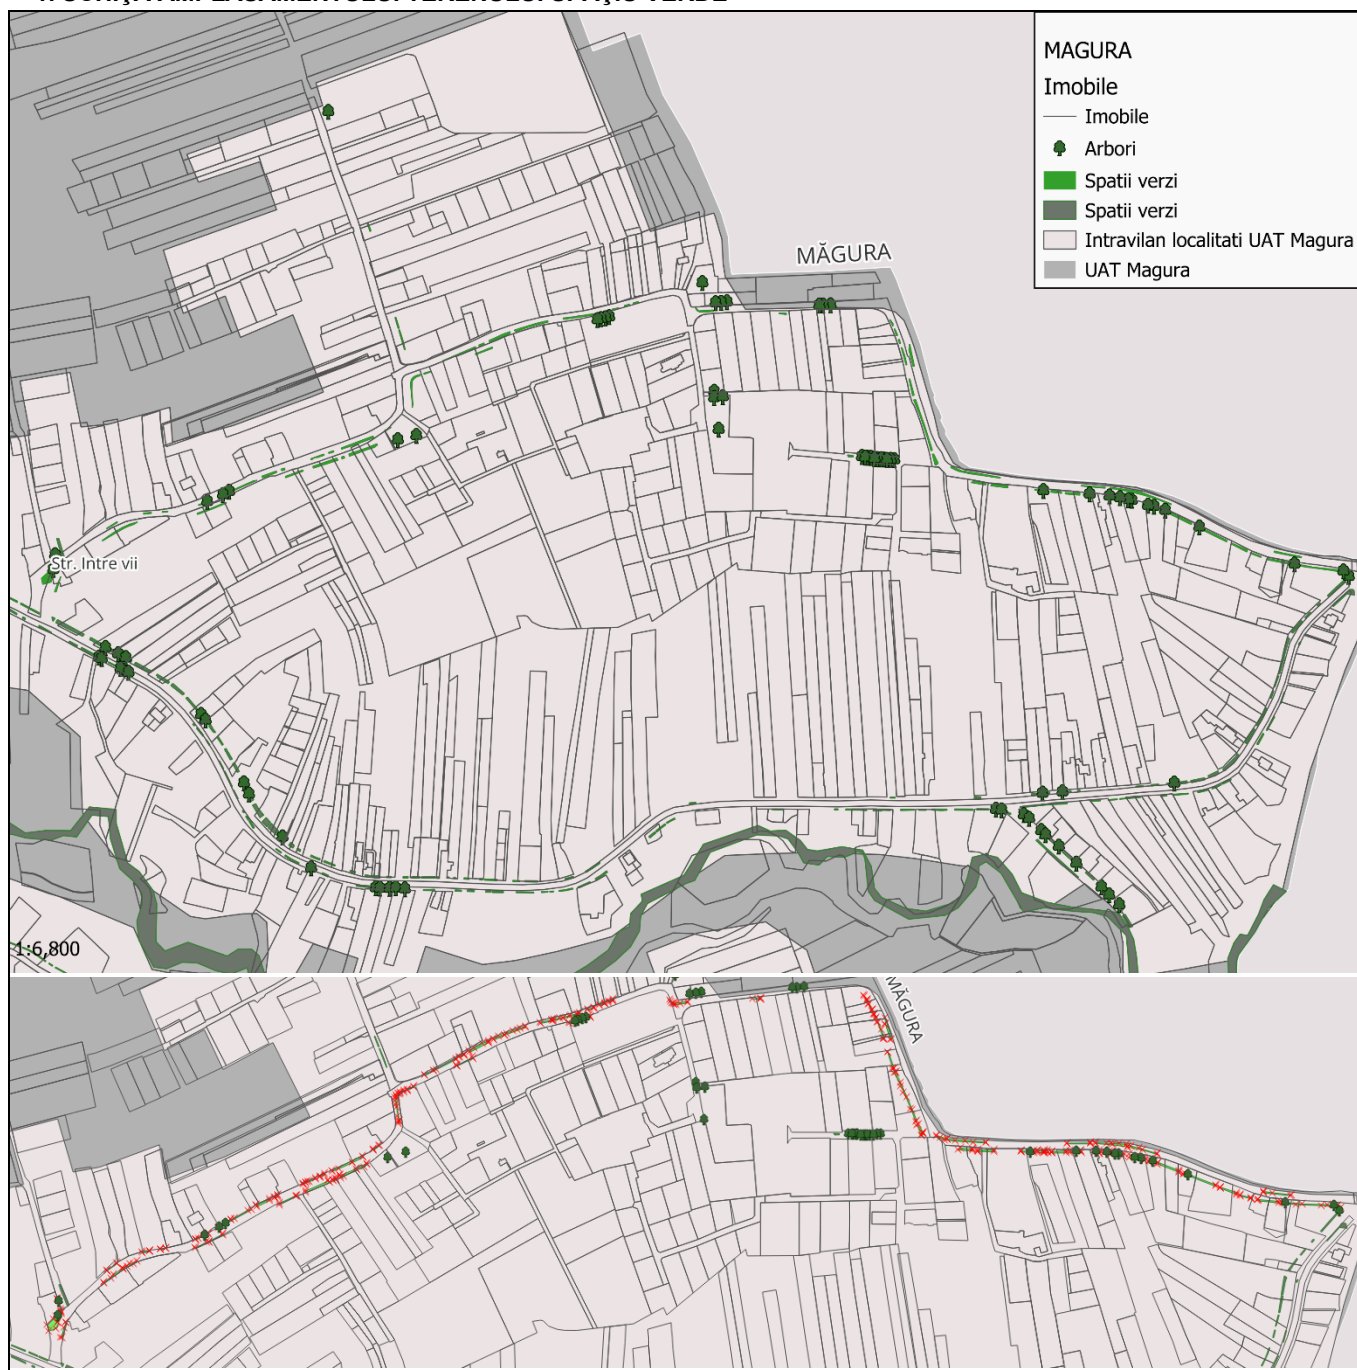 MAGURA
Imobile
Imobile
Arbori
Spatii verzi
Spatii verzi
Intravilan localitati UAT Magura
UAT Magura
MĂGURA
Str. Intre vii
1:6,800
MĂGURA